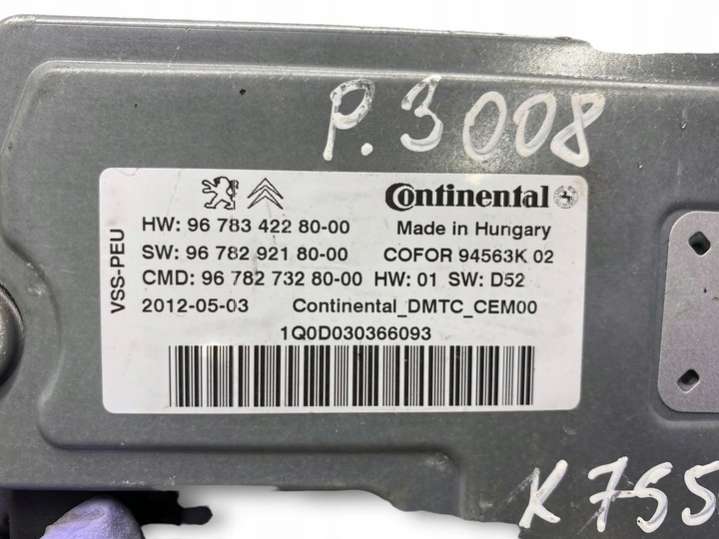 P.3008
Continental
VSS-PEU
HW: 96 783 422 80-00
Made in Hungary
SW: 96 782 921 80-00
COFOR 94563K 02
CMD: 96 782 732 80-00 HW: 01 SW: D52
2012-05-03 Continental_DMTC_CEM00
1Q0D030366093
K755